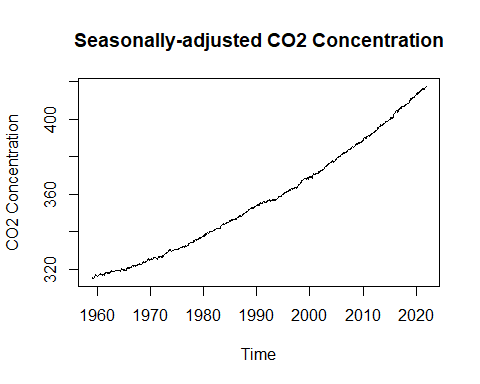 Seasonally-adjusted CO2 Concentration
CO2 Concentration
400
360
320
1960 1970 1980 1990 2000 2010 2020
Time